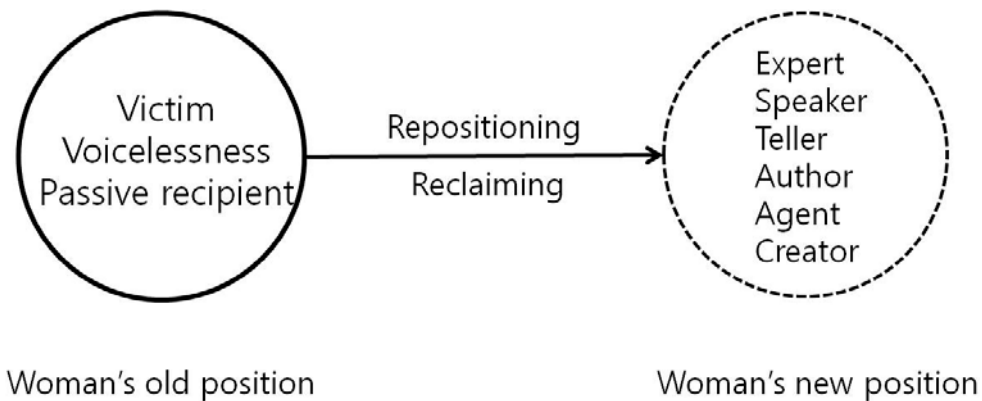 Victim
Voicelessness
Passive recipient
Repositioning
Reclaiming
Expert
Speaker
Teller
Author
Agent
Creator
Woman's old position
Woman's new position